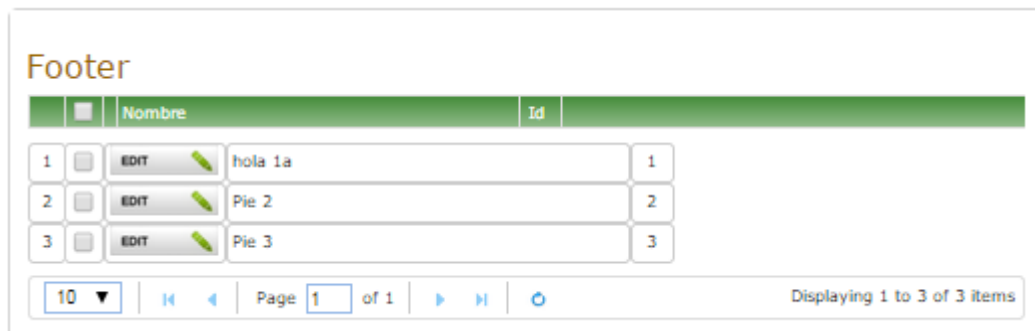 Footer
Nombre Id
1 EDIT hola 1a 1
2 EDIT Pie 2 2
3 EDIT Pie 3 3
10 Page 1 of 1 Displaying 1 to 3 of 3 items